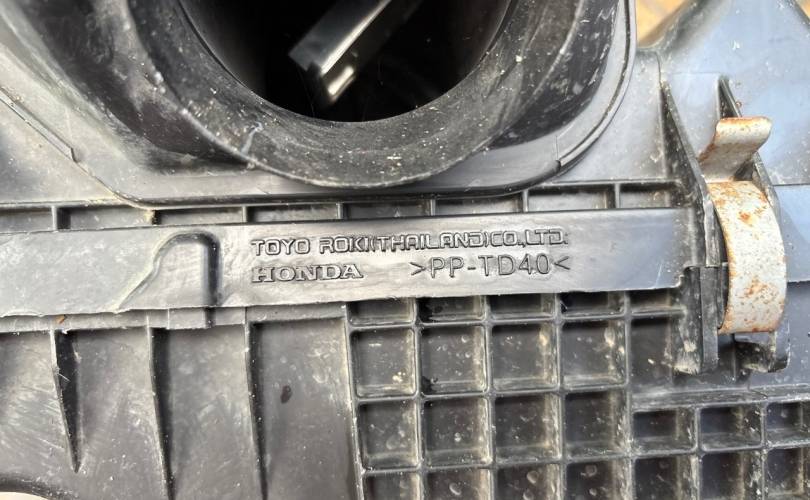 TOYO ROKI(THAILAND)CO.,LTD.
HONDA >PP-TD40<